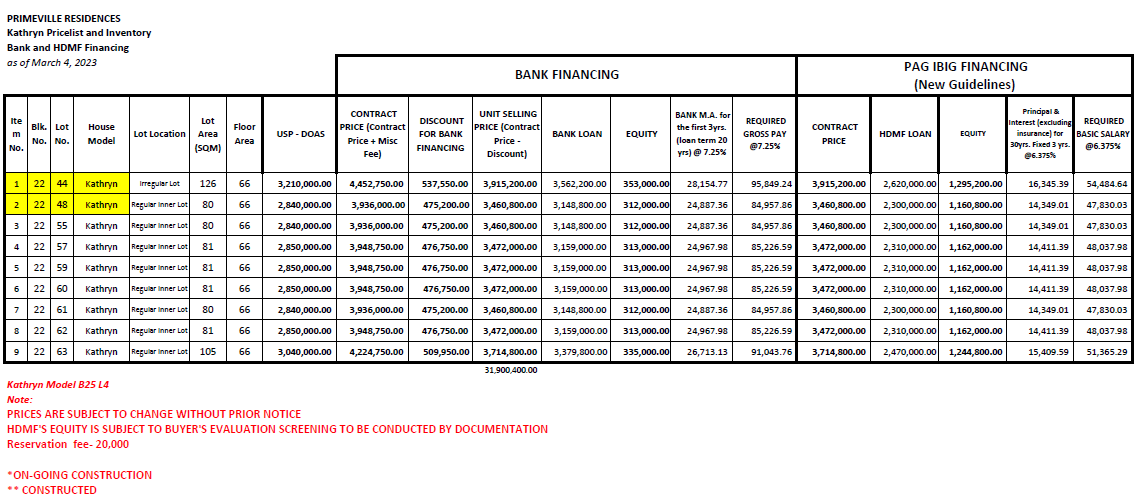 PRIMEVILLE RESIDENCES
Kathryn Pricelist and Inventory
Bank and HDMF Financing
as of March 4, 2023
BANK FINANCING
PAG IBIG FINANCING
(New Guidelines)
Item No. Blk. No. Lot No. House Model Lot Location Lot Area (SQM) Floor Area USP - DOAS CONTRACT PRICE (Contract Price + Misc Fee) DISCOUNT FOR BANK FINANCING UNIT SELLING PRICE (Contract Price - Discount) BANK LOAN EQUITY BANK M.A. for the first 3yrs. (loan term 20 yrs) @ 7.25% REQUIRED GROSS PAY @7.25% CONTRACT PRICE HDMF LOAN EQUITY Principal & Interest (excluding insurance) for 30yrs. Fixed 3 yrs. @6.375% REQUIRED BASIC SALARY @6.375%
1 22 44 Kathryn Irregular Lot 126 66 3,210,000.00 4,452,750.00 537,550.00 3,915,200.00 3,562,200.00 353,000.00 28,154.77 95,849.24 3,915,200.00 2,620,000.00 1,295,200.00 16,345.39 54,484.64
2 22 48 Kathryn Regular Inner Lot 80 66 2,840,000.00 3,936,000.00 475,200.00 3,460,800.00 3,148,800.00 312,000.00 24,887.36 84,957.86 3,460,800.00 2,300,000.00 1,160,800.00 14,349.01 47,830.03
3 22 55 Kathryn Regular Inner Lot 80 66 2,840,000.00 3,936,000.00 475,200.00 3,460,800.00 3,148,800.00 312,000.00 24,887.36 84,957.86 3,460,800.00 2,300,000.00 1,160,800.00 14,349.01 47,830.03
4 22 57 Kathryn Regular Inner Lot 81 66 2,850,000.00 3,948,750.00 476,750.00 3,472,000.00 3,159,000.00 313,000.00 24,967.98 85,226.59 3,472,000.00 2,310,000.00 1,162,000.00 14,411.39 48,037.98
5 22 59 Kathryn Regular Inner Lot 81 66 2,850,000.00 3,948,750.00 476,750.00 3,472,000.00 3,159,000.00 313,000.00 24,967.98 85,226.59 3,472,000.00 2,310,000.00 1,162,000.00 14,411.39 48,037.98
6 22 60 Kathryn Regular Inner Lot 81 66 2,850,000.00 3,948,750.00 476,750.00 3,472,000.00 3,159,000.00 313,000.00 24,967.98 85,226.59 3,472,000.00 2,310,000.00 1,162,000.00 14,411.39 48,037.98
7 22 61 Kathryn Regular Inner Lot 80 66 2,840,000.00 3,936,000.00 475,200.00 3,460,800.00 3,148,800.00 312,000.00 24,887.36 84,957.86 3,460,800.00 2,300,000.00 1,160,800.00 14,349.01 47,830.03
8 22 62 Kathryn Regular Inner Lot 81 66 2,850,000.00 3,948,750.00 476,750.00 3,472,000.00 3,159,000.00 313,000.00 24,967.98 85,226.59 3,472,000.00 2,310,000.00 1,162,000.00 14,411.39 48,037.98
9 22 63 Kathryn Regular Inner Lot 105 66 3,040,000.00 4,224,750.00 509,950.00 3,714,800.00 3,379,800.00 335,000.00 26,713.13 91,043.76 3,714,800.00 2,470,000.00 1,244,800.00 15,409.59 51,365.29
31,900,400.00
Kathryn Model B25 L4
Note:
PRICES ARE SUBJECT TO CHANGE WITHOUT PRIOR NOTICE
HDMF'S EQUITY IS SUBJECT TO BUYER'S EVALUATION SCREENING TO BE CONDUCTED BY DOCUMENTATION
Reservation fee- 20,000
*ON-GOING CONSTRUCTION
** CONSTRUCTED